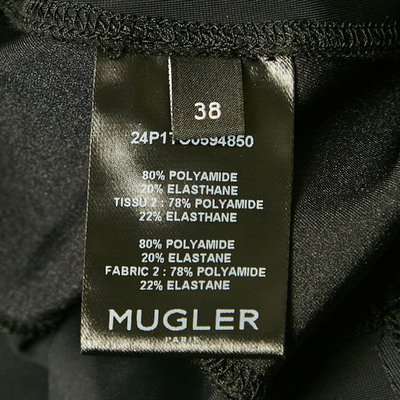 38
24P1TO0594850
80% POLYAMIDE
20% ELASTHANE
TISSU 2 : 78% POLYAMIDE
22% ELASTHANE
80% POLYAMIDE
20% ELASTANE
FABRIC 2 : 78% POLYAMIDE
22% ELASTANE
MUGLER
PARIS